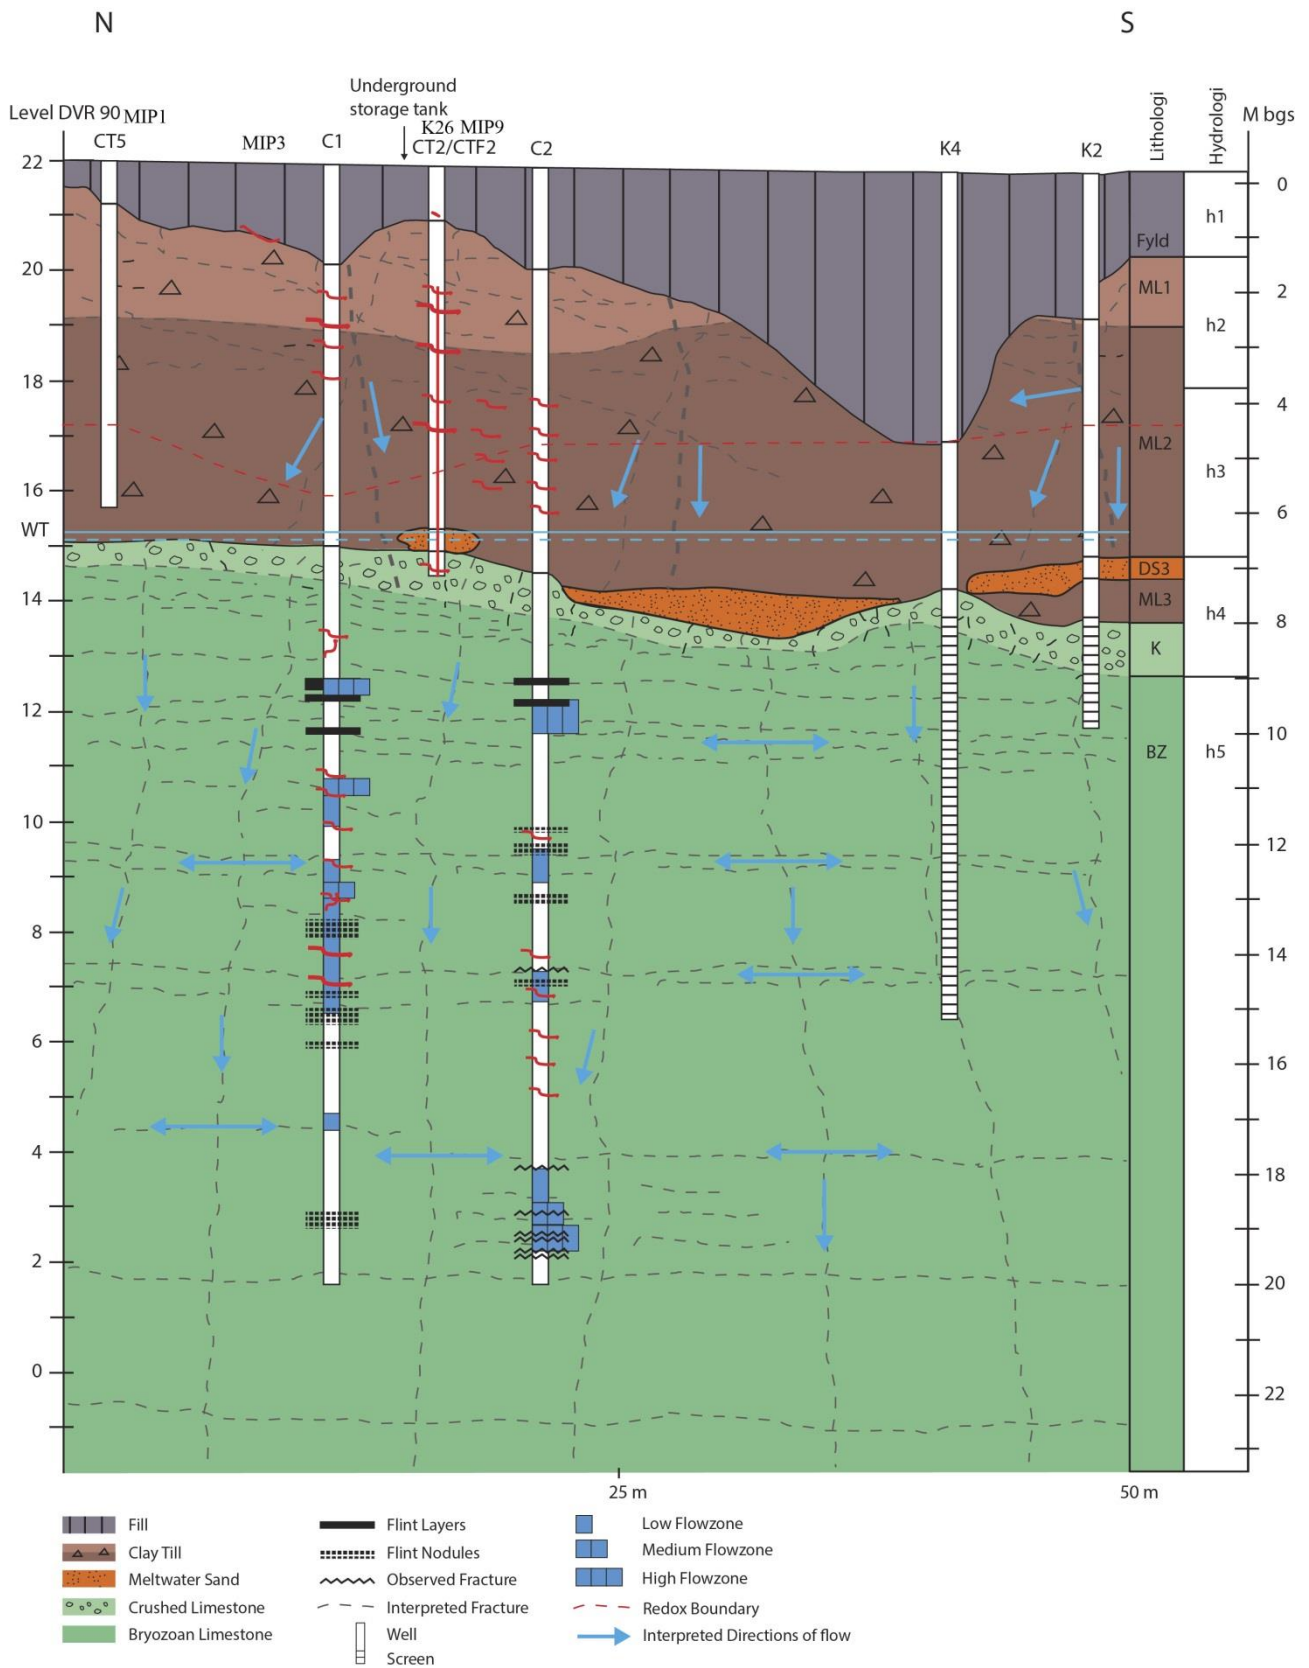 N
S
Underground
storage tank
Level DVR 90
MIP1
CT5
MIP3
C1
K26 MIP9
CT2/CTF2
C2
K4
K2
Lithologi
Hydrologi
M bgs
22
20
18
16
WT
14
12
10
8
6
4
2
0
Fyld
ML1
ML2
DS3
ML3
K
BZ
h1
h2
h3
h4
h5
0
2
4
6
8
10
12
14
16
18
20
22
25 m
50 m
Fill
Clay Till
Meltwater Sand
Crushed Limestone
Bryozoan Limestone
Flint Layers
Flint Nodules
Observed Fracture
Interpreted Fracture
Well
Screen
Low Flowzone
Medium Flowzone
High Flowzone
Redox Boundary
Interpreted Directions of flow